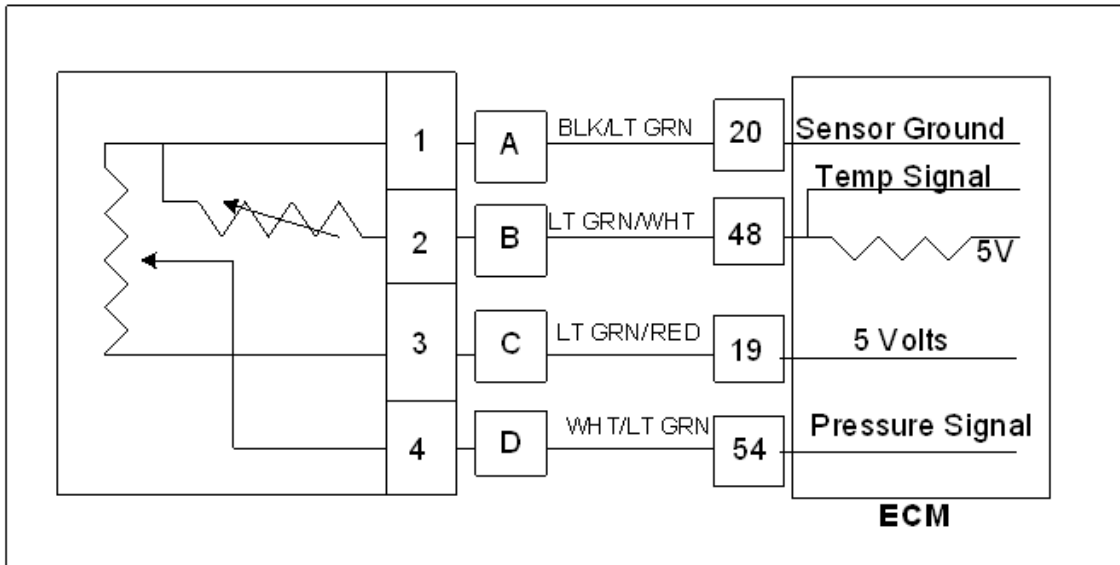 1 A BLK/LT GRN 20 Sensor Ground
Temp Signal
2 B LT GRN/WHT 48 5V
3 C LT GRN/RED 19 5 Volts
4 D WHT/LT GRN 54 Pressure Signal
ECM